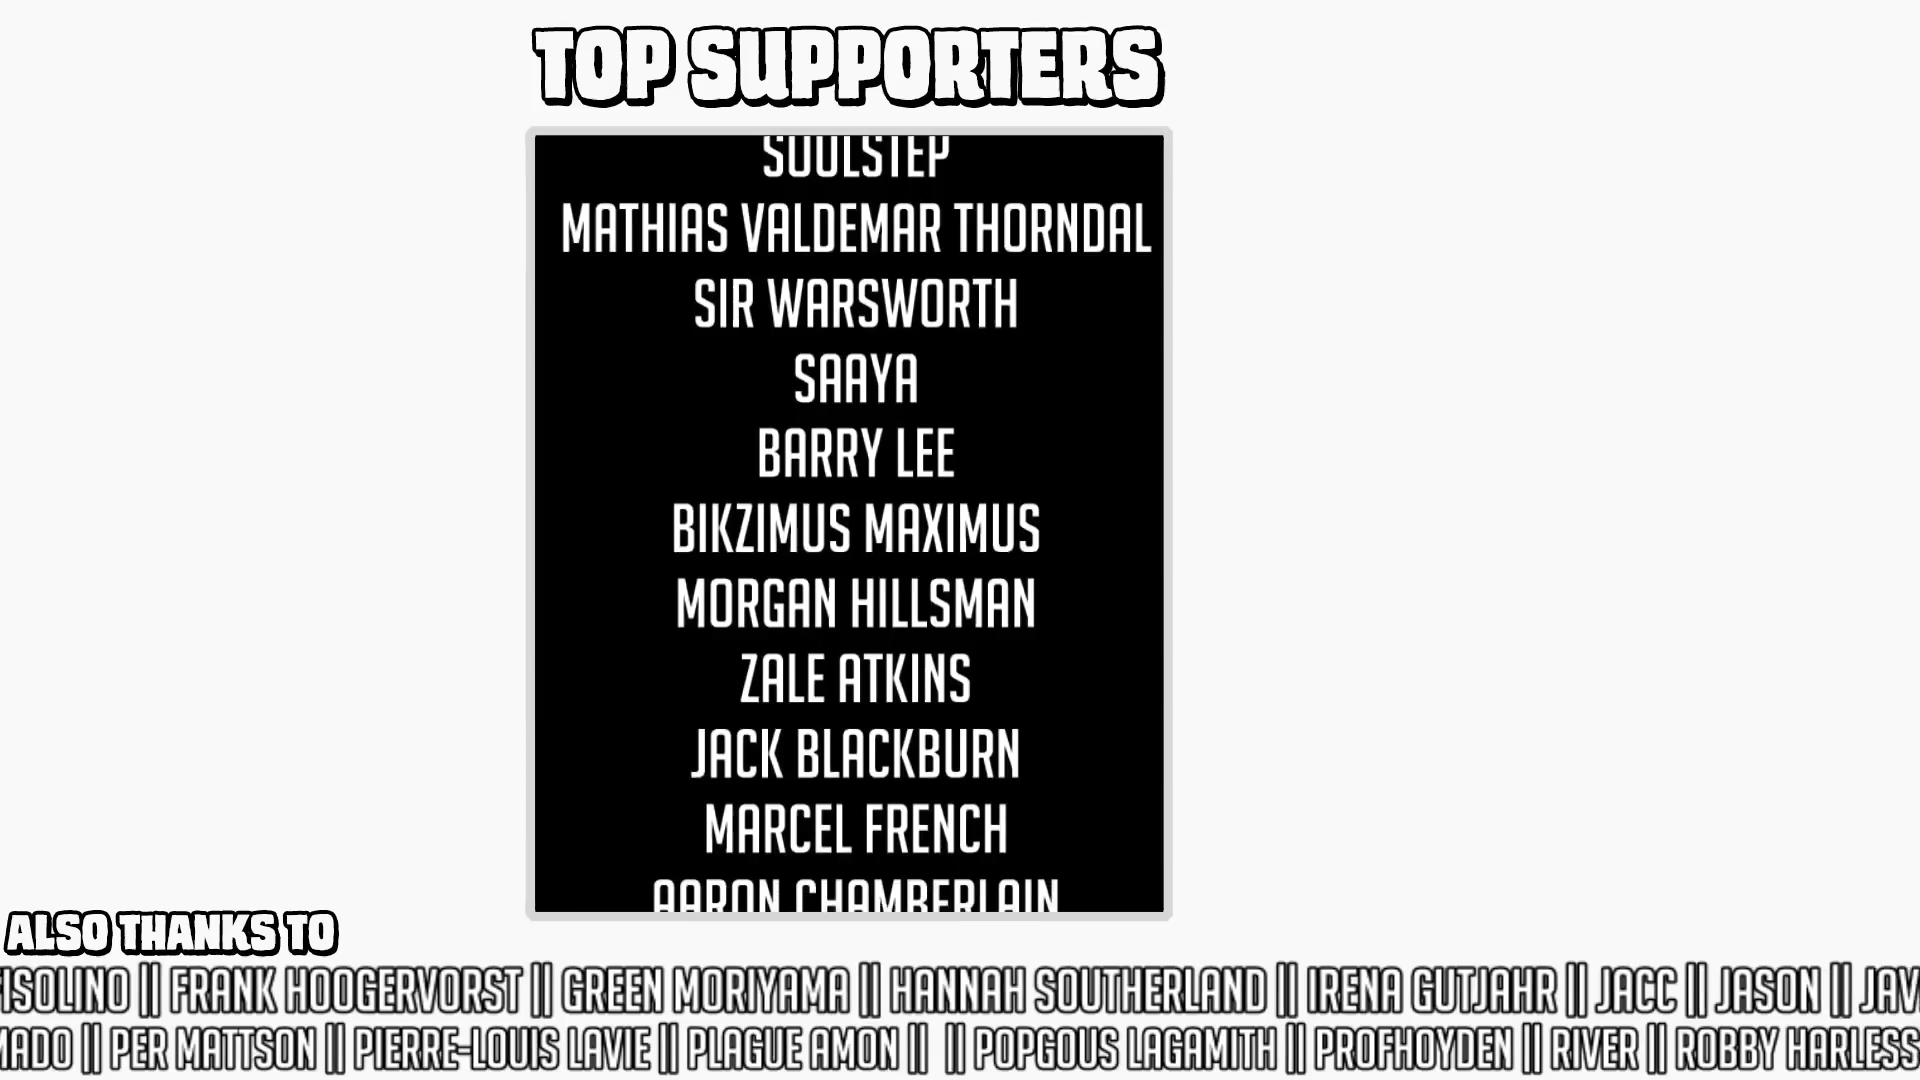 TOP SUPPORTERS
SOULSTEP
MATHIAS VALDEMAR THORNDAL
SIR WARSWORTH
SAAYA
BARRY LEE
BIKZIMUS MAXIMUS
MORGAN HILLSMAN
ZALE ATKINS
JACK BLACKBURN
MARCEL FRENCH
AARON CHAMBERLAIN
ALSO THANKS TO
|| FRANK HOOGERVORST || GREEN MORIYAMA || HANNAH SOUTHERLAND || IRENA GUTJAHR || JACC || JASON ||
|| PER MATTSON || PIERRE-LOUIS LAVIE || PLAGUE AMON || || POPGOUS LAGAMITH || PROFHOYDEN || RIVER || ROBBY HARLESS